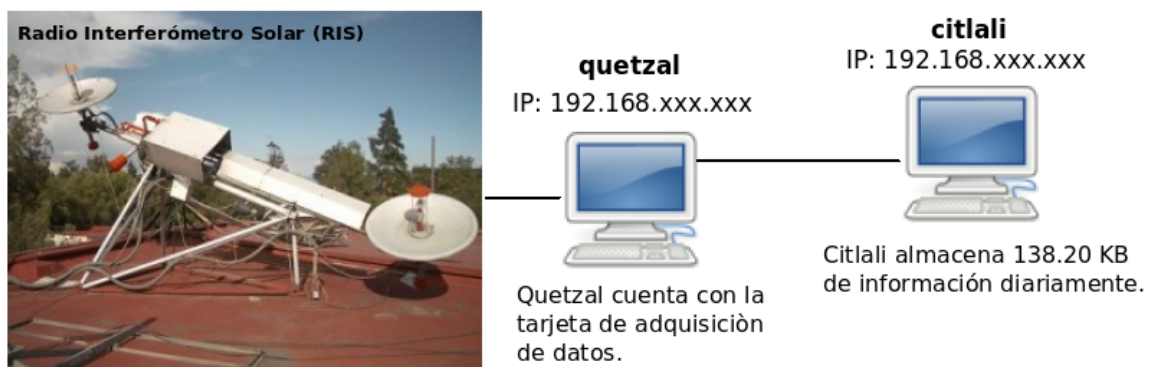 Radio Interferómetro Solar (RIS)
quetzal
IP: 192.168.xxx.xxx
citlali
IP: 192.168.xxx.xxx
Quetzal cuenta con la
tarjeta de adquisiciòn
de datos.
Citlali almacena 138.20 KB
de información diariamente.